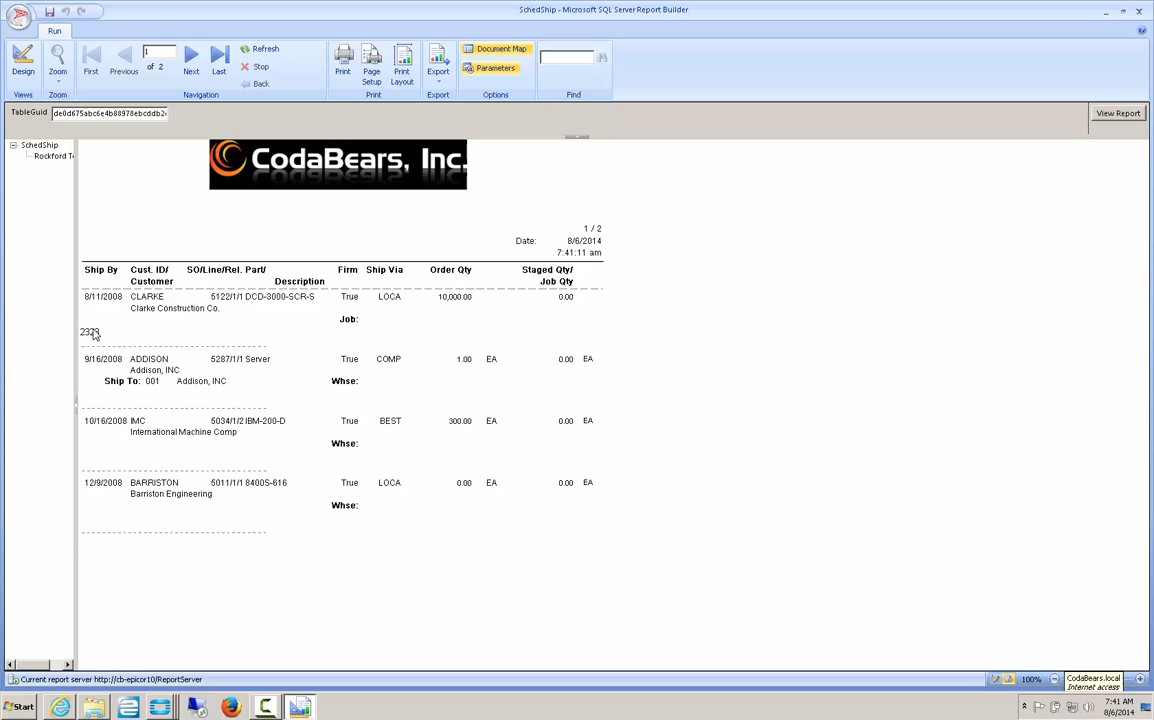 SchedShip - Microsoft SQL Server Report Builder
Run
Design
Zoom
First
Previous
1
of 2
Next
Last
Refresh
Stop
Back
Print
Page Setup
Print Layout
Export
Document Map
Parameters
Views
Zoom
Navigation
Print
Export
Options
Find
TableGuid
de0d675abc6e4b88978ebcddb2
View Report
SchedShip
Rockford T
CodaBears, Inc.
1 / 2
Date: 8/6/2014
7:41:11 am
Ship By Cust. ID/ SO/Line/Rel. Part/ Firm Ship Via Order Qty Staged Qty/
Customer Description Job Qty
8/11/2008 CLARKE 5122/1/1 DCD-3000-SCR-S True LOCA 10,000.00 0.00
Clarke Construction Co.
Job:
2323
9/16/2008 ADDISON 5287/1/1 Server True COMP 1.00 EA 0.00 EA
Addison, INC
Ship To: 001 Addison, INC Whse:
10/16/2008 IMC 5034/1/2 IBM-200-D True BEST 300.00 EA 0.00 EA
International Machine Comp
Whse:
12/9/2008 BARRISTON 5011/1/1 8400S-616 True LOCA 0.00 EA 0.00 EA
Barriston Engineering
Whse:
Current report server http://cb-epicor10/ReportServer
100%
CodaBears.local
Internet access
Start
7:41 AM
8/6/2014